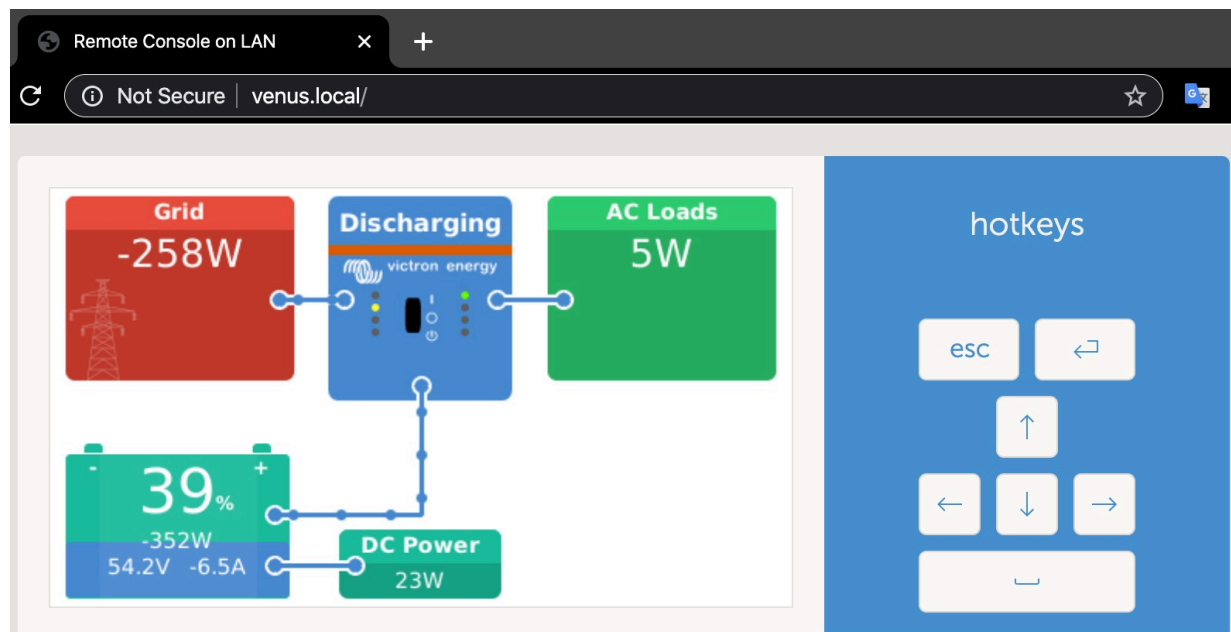 Remote Console on LAN
Not Secure venus.local/
hotkeys
Grid
-258W
Discharging
victron energy
AC Loads
5W
esc
39%
- +
-352W
54.2V -6.5A
DC Power
23W